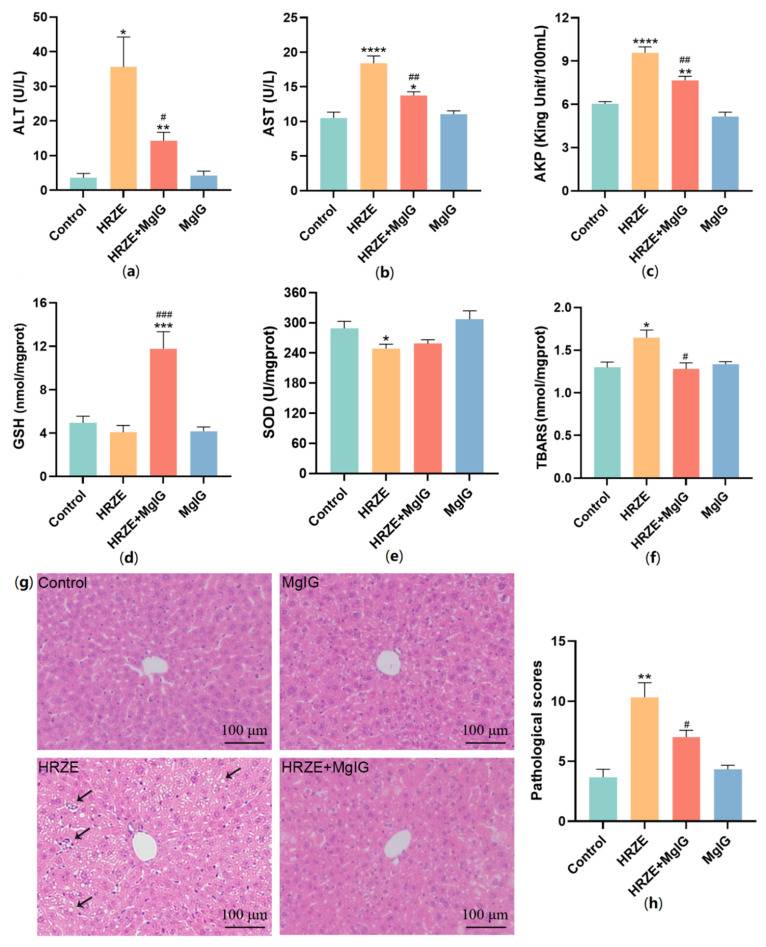 ALT (U/L)
50
40
30
20
10
0
*
#
**
Control
HRZE
HRZE+MgIG
MgIG
(a)
AST (U/L)
25
20
15
10
5
0
****
##
*
Control
HRZE
HRZE+MgIG
MgIG
(b)
AKP (King Unit/100mL)
12
9
6
3
0
****
##
**
Control
HRZE
HRZE+MgIG
MgIG
(c)
GSH (nmol/mgprot)
16
12
8
4
0
###
***
Control
HRZE
HRZE+MgIG
MgIG
(d)
SOD (U/mgprot)
360
300
240
180
120
60
0
*
Control
HRZE
HRZE+MgIG
MgIG
(e)
TBARS (nmol/mgprot)
2.0
1.5
1.0
0.5
0.0
*
#
Control
HRZE
HRZE+MgIG
MgIG
(f)
(g)
Control
100 μm
MgIG
100 μm
HRZE
100 μm
HRZE+MgIG
100 μm
Pathological scores
15
10
5
0
**
#
Control
HRZE
HRZE+MgIG
MgIG
(h)